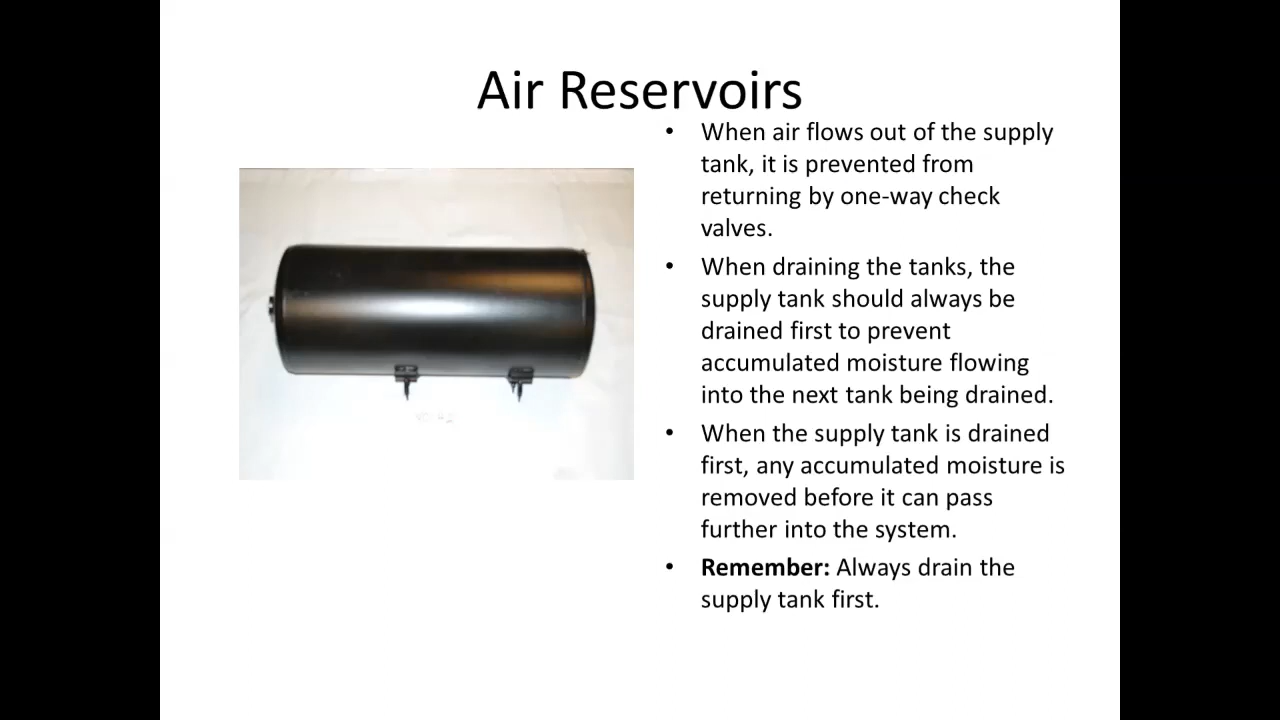 Air Reservoirs
• When air flows out of the supply
tank, it is prevented from
returning by one-way check
valves.
• When draining the tanks, the
supply tank should always be
drained first to prevent
accumulated moisture flowing
into the next tank being drained.
• When the supply tank is drained
first, any accumulated moisture is
removed before it can pass
further into the system.
• Remember: Always drain the
supply tank first.